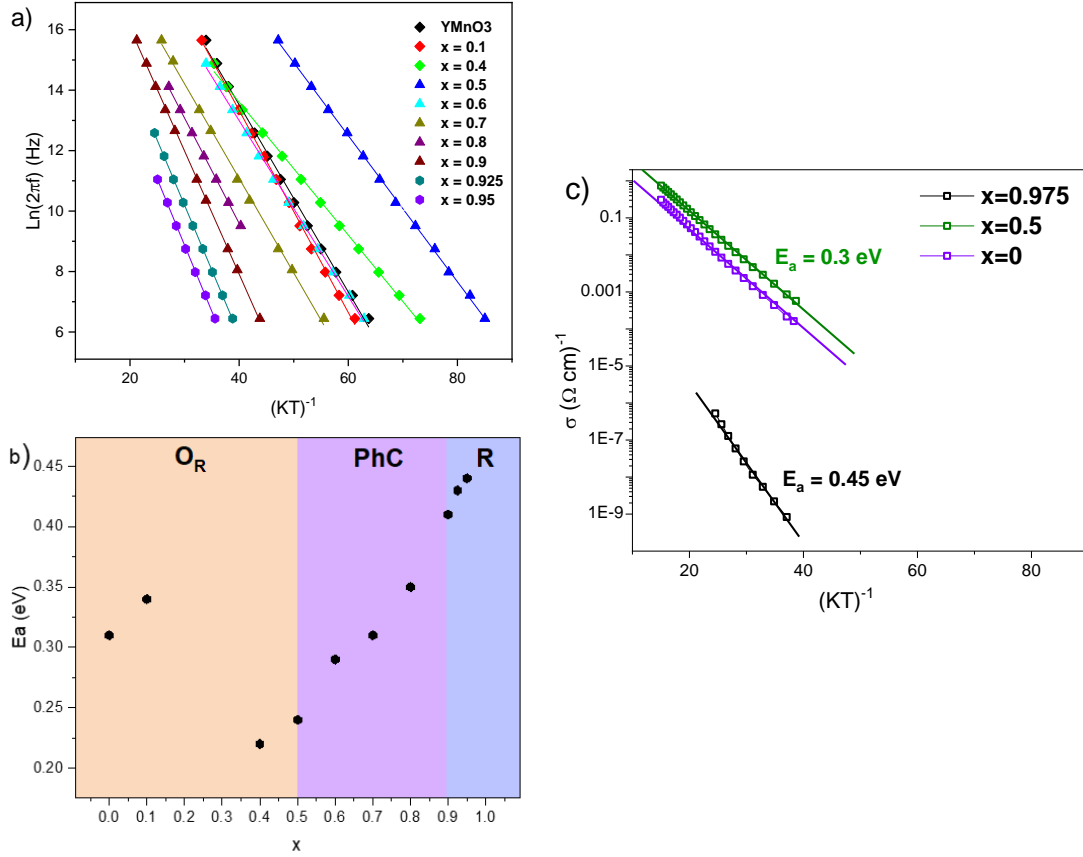 a)
Ln(2πf) (Hz)
16
14
12
10
8
6
20
40
60
80
(KT)-1
YMnO3
x = 0.1
x = 0.4
x = 0.5
x = 0.6
x = 0.7
x = 0.8
x = 0.9
x = 0.925
x = 0.95
b)
Ea (eV)
0.45
0.40
0.35
0.30
0.25
0.20
OR
PhC
R
0.0
0.1
0.2
0.3
0.4
0.5
0.6
0.7
0.8
0.9
1.0
x
c)
σ (Ω cm)-1
0.1
0.001
1E-5
1E-7
1E-9
20
40
60
80
(KT)-1
x=0.975
x=0.5
x=0
Ea = 0.3 eV
Ea = 0.45 eV